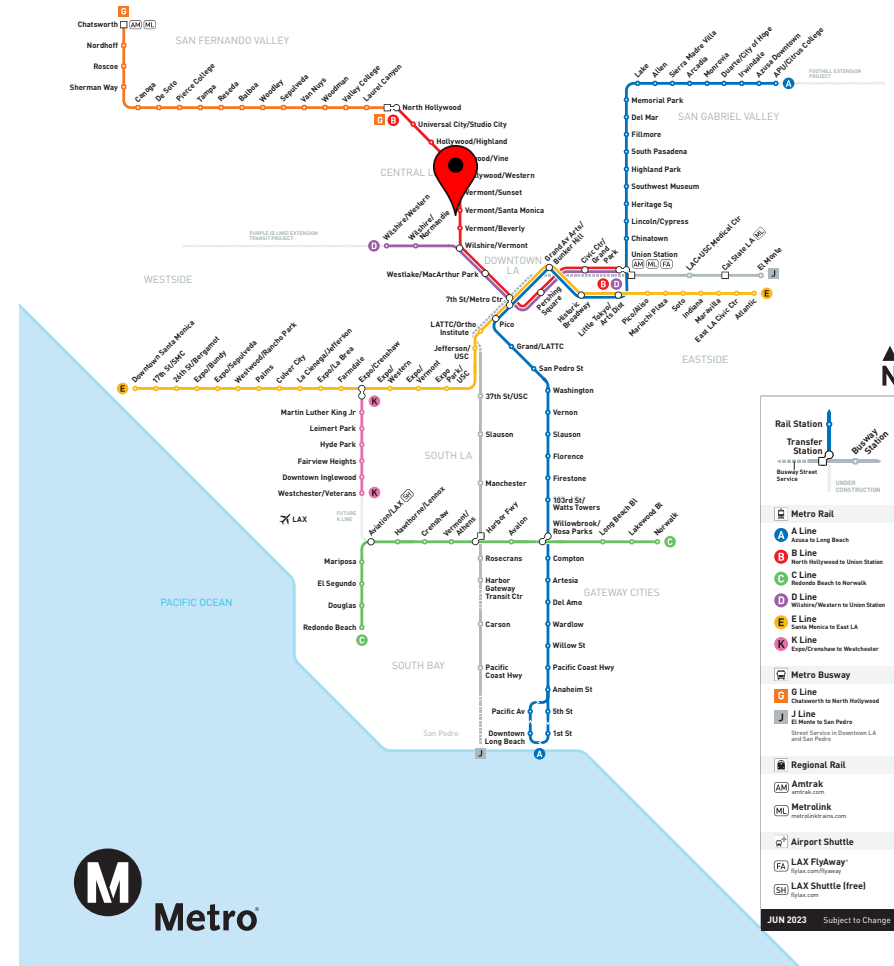 G
Chatsworth AM ML
Nordhoff
Roscoe
Sherman Way
SAN FERNANDO VALLEY
Canoga
De Soto
Pierce College
Tampa
Reseda
Balboa
Woodley
Sepulveda
Van Nuys
Woodman
Valley College
Laurel Canyon
North Hollywood
G B
Universal City/Studio City
Hollywood/Highland
ood/Vine
lywood/Western
Vermont/Sunset
Vermont/Santa Monica
Vermont/Beverly
Wilshire/Vermont
CENTRAL L
PURPLE (D LINE) EXTENSION
TRANSIT PROJECT
D
Wilshire/Western
Wilshire/
Normandie
WESTSIDE
Westlake/MacArthur Park
7th St/Metro Ctr
DOWNTOWN
LA
Pershing
Square
Grand Av Arts/
Bunker Hill
Civic Ctr/
Grand
Park
Historic
Broadway
Little Tokyo/
Arts Dist
B D
Lake
Allen
Sierra Madre Villa
Arcadia
Monrovia
Duarte/City of Hope
Irwindale
Azusa Downtown
APU/Citrus College
A
FOOTHILL EXTENSION
PROJECT
Memorial Park
Del Mar
Fillmore
South Pasadena
Highland Park
Southwest Museum
Heritage Sq
Lincoln/Cypress
Chinatown
Union Station
AM ML FA
SAN GABRIEL VALLEY
LAC+USC Medical Ctr
Cal State LA ML
El Monte
J
Pico/Aliso
Mariachi Plaza
Soto
Indiana
Maravilla
East LA Civic Ctr
Atlantic
E
EASTSIDE
N
E
Downtown Santa Monica
17th St/SMC
26th St/Bergamot
Expo/Bundy
Expo/Sepulveda
Westwood/Rancho Park
Palms
Culver City
La Cienega/Jefferson
Expo/La Brea
Farmdale
Expo/Crenshaw
Expo/
Western
Expo/
Vermont
Expo
Park/
USC
Jefferson/
USC
LATTC/Ortho
Institute
Pico
Grand/LATTC
San Pedro St
Washington
Vernon
Slauson
Florence
Firestone
103rd St/
Watts Towers
Willowbrook/
Rosa Parks
Compton
Artesia
Del Amo
Wardlow
Willow St
Pacific Coast Hwy
Anaheim St
5th St
1st St
Pacific Av
Downtown
Long Beach
A
K
Martin Luther King Jr
Leimert Park
Hyde Park
Fairview Heights
Downtown Inglewood
Westchester/Veterans
K
FUTURE
K LINE
LAX
37th St/USC
Slauson
Manchester
SOUTH LA
Aviation/LAX SH
Hawthorne/Lennox
Crenshaw
Vermont/
Athens
Harbor Fwy
Avalon
Long Beach Bl
Lakewood Bl
Norwalk
C
Mariposa
El Segundo
Douglas
Redondo Beach
C
Rosecrans
Harbor
Gateway
Transit Ctr
Carson
Pacific
Coast Hwy
San Pedro
J
GATEWAY CITIES
SOUTH BAY
PACIFIC OCEAN
Rail Station
Transfer
Station
Busway
Station
Busway Street
Service
UNDER
CONSTRUCTION
Metro Rail
A A Line
Azusa to Long Beach
B B Line
North Hollywood to Union Station
C C Line
Redondo Beach to Norwalk
D D Line
Wilshire/Western to Union Station
E E Line
Santa Monica to East LA
K K Line
Expo/Crenshaw to Westchester
Metro Busway
G G Line
Chatsworth to North Hollywood
J J Line
El Monte to San Pedro
Street Service in Downtown LA
and San Pedro
Regional Rail
AM Amtrak
amtrak.com
ML Metrolink
metrolinktrains.com
Airport Shuttle
FA LAX FlyAway®
flylax.com/flyaway
SH LAX Shuttle (free)
flylax.com
JUN 2023 Subject to Change
M Metro